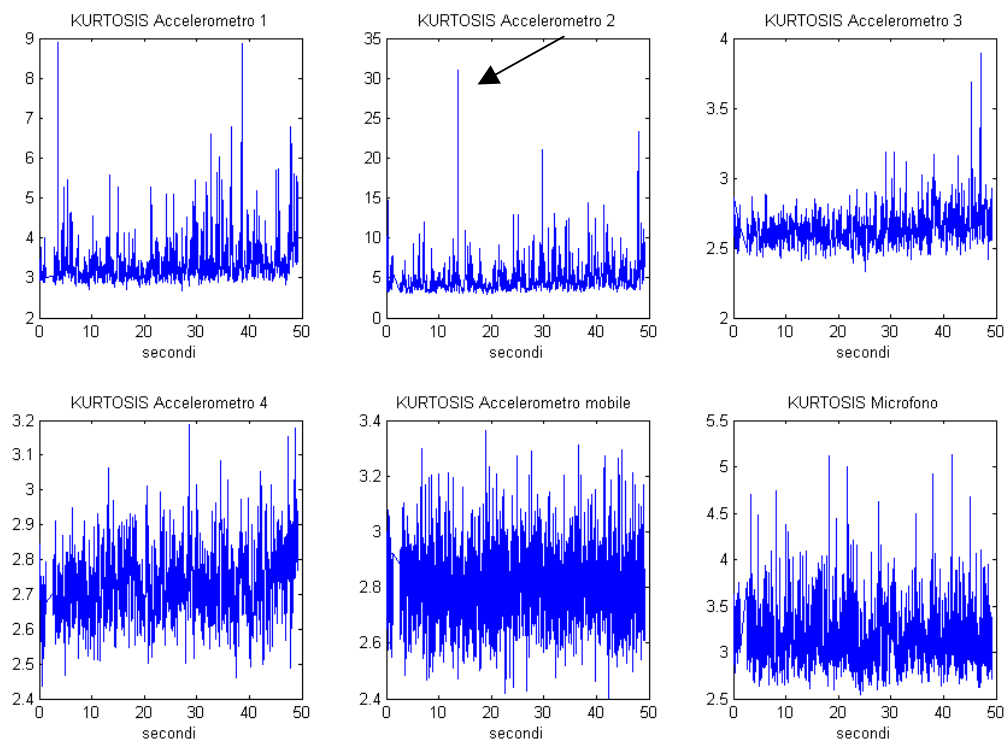 KURTOSIS Accelerometro 1
KURTOSIS Accelerometro 2
KURTOSIS Accelerometro 3
9
8
7
6
5
4
3
2
0 10 20 30 40 50
secondi
35
30
25
20
15
10
5
0
0 10 20 30 40 50
secondi
4
3.5
3
2.5
2
0 10 20 30 40 50
secondi
KURTOSIS Accelerometro 4
KURTOSIS Accelerometro mobile
KURTOSIS Microfono
3.2
3.1
3
2.9
2.8
2.7
2.6
2.5
2.4
0 10 20 30 40 50
secondi
3.4
3.2
3
2.8
2.6
2.4
0 10 20 30 40 50
secondi
5.5
5
4.5
4
3.5
3
2.5
0 10 20 30 40 50
secondi